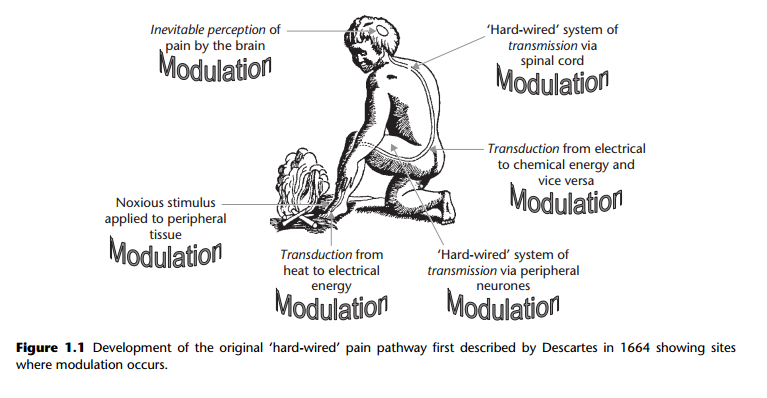 Inevitable perception of
pain by the brain
Modulation
'Hard-wired' system of
transmission via
spinal cord
Modulation
Transduction from electrical
to chemical energy and
vice versa
Modulation
Noxious stimulus
applied to peripheral
tissue
Modulation
Transduction from
heat to electrical
energy
Modulation
'Hard-wired' system of
transmission via peripheral
neurones
Modulation
Figure 1.1 Development of the original 'hard-wired' pain pathway first described by Descartes in 1664 showing sites
where modulation occurs.